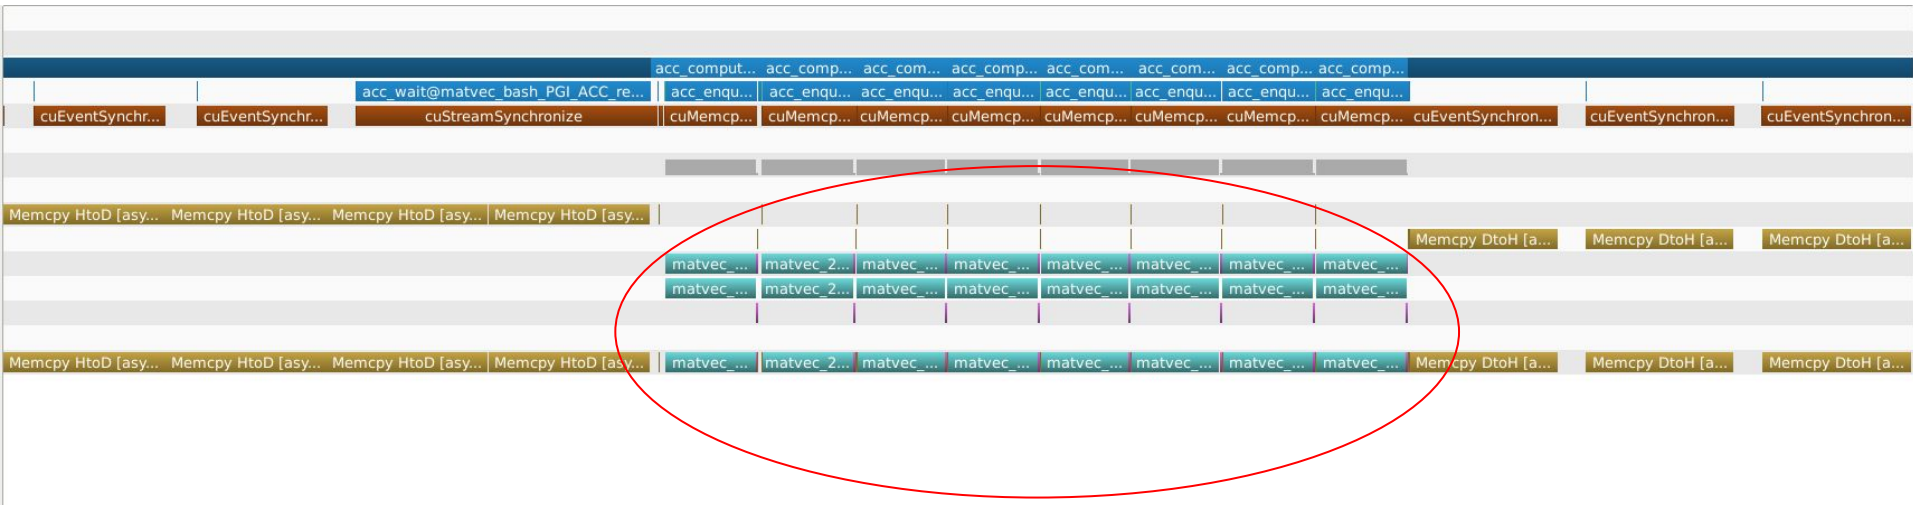 acc_comput... acc_comp... acc_com... acc_comp... acc_com... acc_com... acc_comp... acc_comp...
acc_wait@matvec_bash_PGI_ACC_re... acc_enqu... acc_enqu... acc_enqu... acc_enqu... acc_enqu... acc_enqu... acc_enqu... acc_enqu...
cuEventSynchr... cuEventSynchr... cuStreamSynchronize cuMemcp... cuMemcp... cuMemcp... cuMemcp... cuMemcp... cuMemcp... cuMemcp... cuMemcp... cuEventSynchron... cuEventSynchron... cuEventSynchron...
Memcpy HtoD [asy... Memcpy HtoD [asy... Memcpy HtoD [asy... Memcpy HtoD [asy...
Memcpy DtoH [a... Memcpy DtoH [a... Memcpy DtoH [a...
matvec_... matvec_2... matvec_... matvec_... matvec_... matvec_... matvec_... matvec_...
matvec_... matvec_2... matvec_... matvec_... matvec_... matvec_... matvec_... matvec_...
Memcpy HtoD [asy... Memcpy HtoD [asy... Memcpy HtoD [asy... Memcpy HtoD [asy... matvec_... matvec_2... matvec_... matvec_... matvec_... matvec_... matvec_... matvec_... Memcpy DtoH [a... Memcpy DtoH [a... Memcpy DtoH [a...